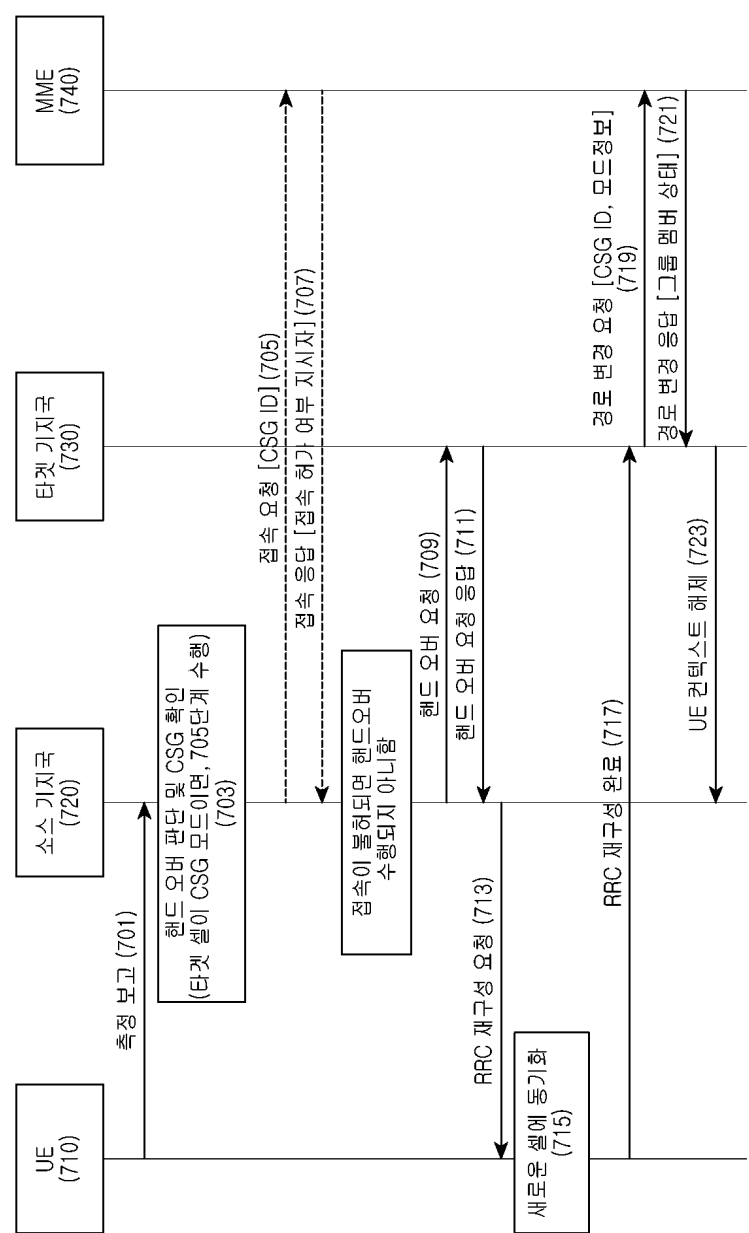 UE
(710)
소스 기지국
(720)
타겟 기지국
(730)
MME
(740)
측정 보고 (701)
핸드 오버 판단 및 CSG 확인
(타겟 셀이 CSG 모드이면, 705단계 수행)
(703)
접속 요청 [CSG ID] (705)
접속 응답 [접속 허가 여부 지시자] (707)
접속이 불허되면 핸드오버
수행되지 아니함
핸드 오버 요청 (709)
핸드 오버 요청 응답 (711)
RRC 재구성 요청 (713)
새로운 셀에 동기화
(715)
RRC 재구성 완료 (717)
경로 변경 요청 [CSG ID, 모드정보]
(719)
경로 변경 응답 [그룹 멤버 상태] (721)
UE 컨텍스트 해제 (723)